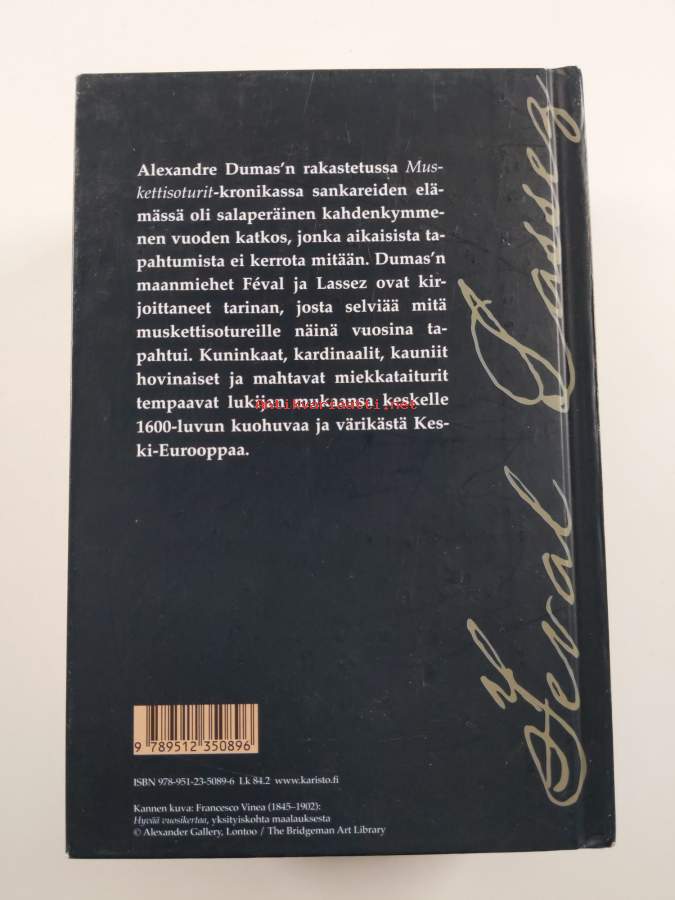 Alexandre Dumas'n rakastetussa Mus-
kettisoturit-kronikassa sankareiden elä-
mässä oli salaperäinen kahdenkymme-
nen vuoden katkos, jonka aikaisista ta-
pahtumista ei kerrota mitään. Dumas'n
maanmiehet Féval ja Lassez ovat kir-
joittaneet tarinan, josta selviää mitä
muskettisotureille näinä vuosina ta-
pahtui. Kuninkaat, kardinaalit, kauniit
hovinaiset ja mahtavat miekkataiturit
tempaavat lukijan mukaansa keskelle
antikvariaatti.net
1600-luvun kuohuvaa ja värikästä Kes-
ki-Eurooppaa.
Feval Lassez
9 789512 350896
ISBN 978-951-23-5089-6 Lk 84.2 www.karisto.fi
Kannen kuva: Francesco Vinea (1845–1902):
Hyvää vuosikertaa, yksityiskohta maalauksesta
© Alexander Gallery, Lontoo / The Bridgeman Art Library